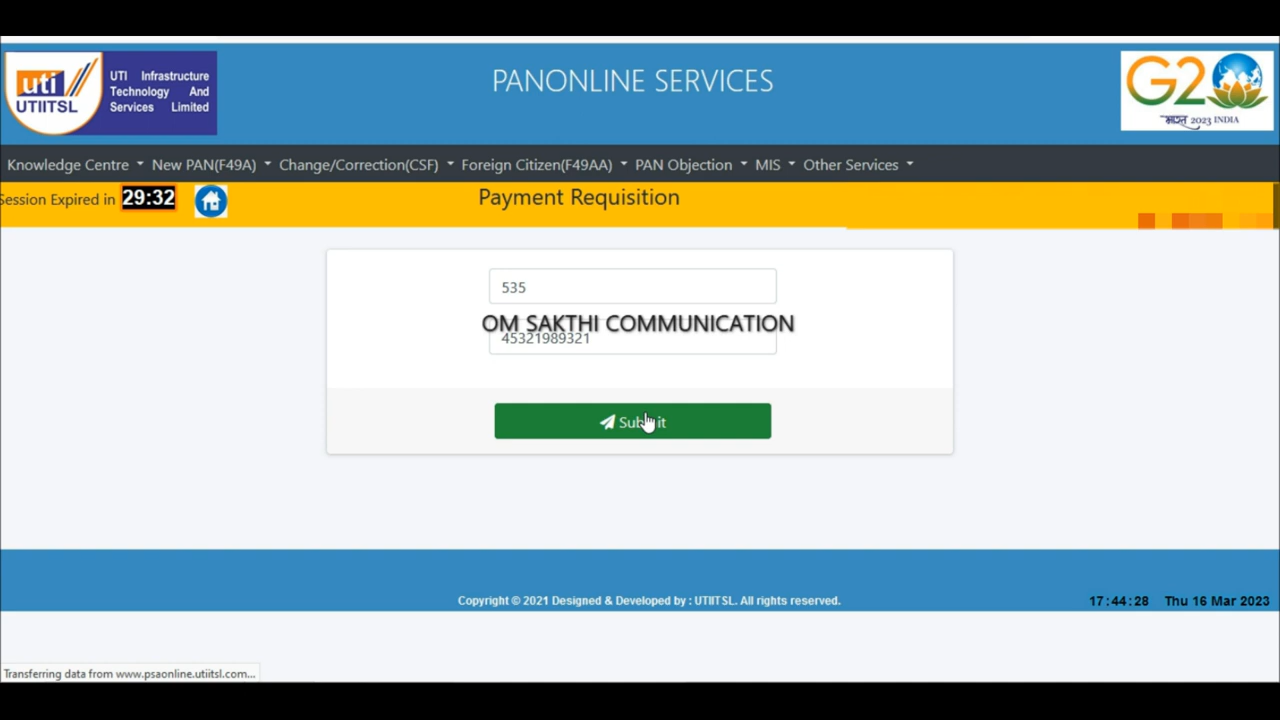 uti
UTIITSL
UTI Infrastructure
Technology And
Services Limited
PANONLINE SERVICES
G20
भारत 2023 INDIA
Knowledge Centre New PAN(F49A) Change/Correction(CSF) Foreign Citizen(F49AA) PAN Objection MIS Other Services
Session Expired in 29:32
Payment Requisition
535
OM SAKTHI COMMUNICATION
45321989321
Submit
Copyright © 2021 Designed & Developed by : UTIITSL. All rights reserved.
17:44:28 Thu 16 Mar 2023
Transferring data from www.psaonline.utiitsl.com...